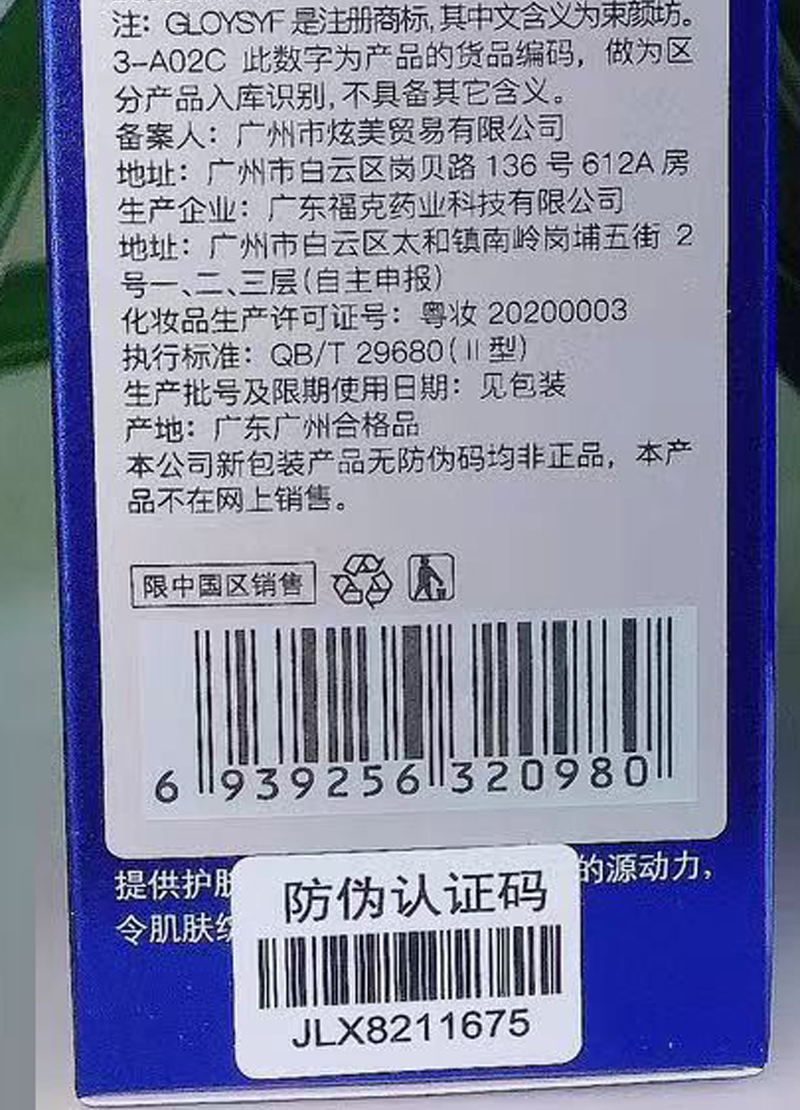 注：GLOYSYF是注册商标,其中文含义为束颜坊。
3-A02C 此数字为产品的货品编码，做为区
分产品入库识别,不具备其它含义。
备案人：广州市炫美贸易有限公司
地址：广州市白云区岗贝路 136 号 612A 房
生产企业：广东福克药业科技有限公司
地址：广州市白云区太和镇南岭岗埔五街 2
号一、二、三层(自主申报)
化妆品生产许可证号：粤妆 20200003
执行标准：QB/T 29680(Ⅱ型)
生产批号及限期使用日期：见包装
产地：广东广州合格品
本公司新包装产品无防伪码均非正品，本产
品不在网上销售。
限中国区销售
6 939256 320980
提供护肤 的源动力，
令肌肤
防伪认证码
JLX8211675